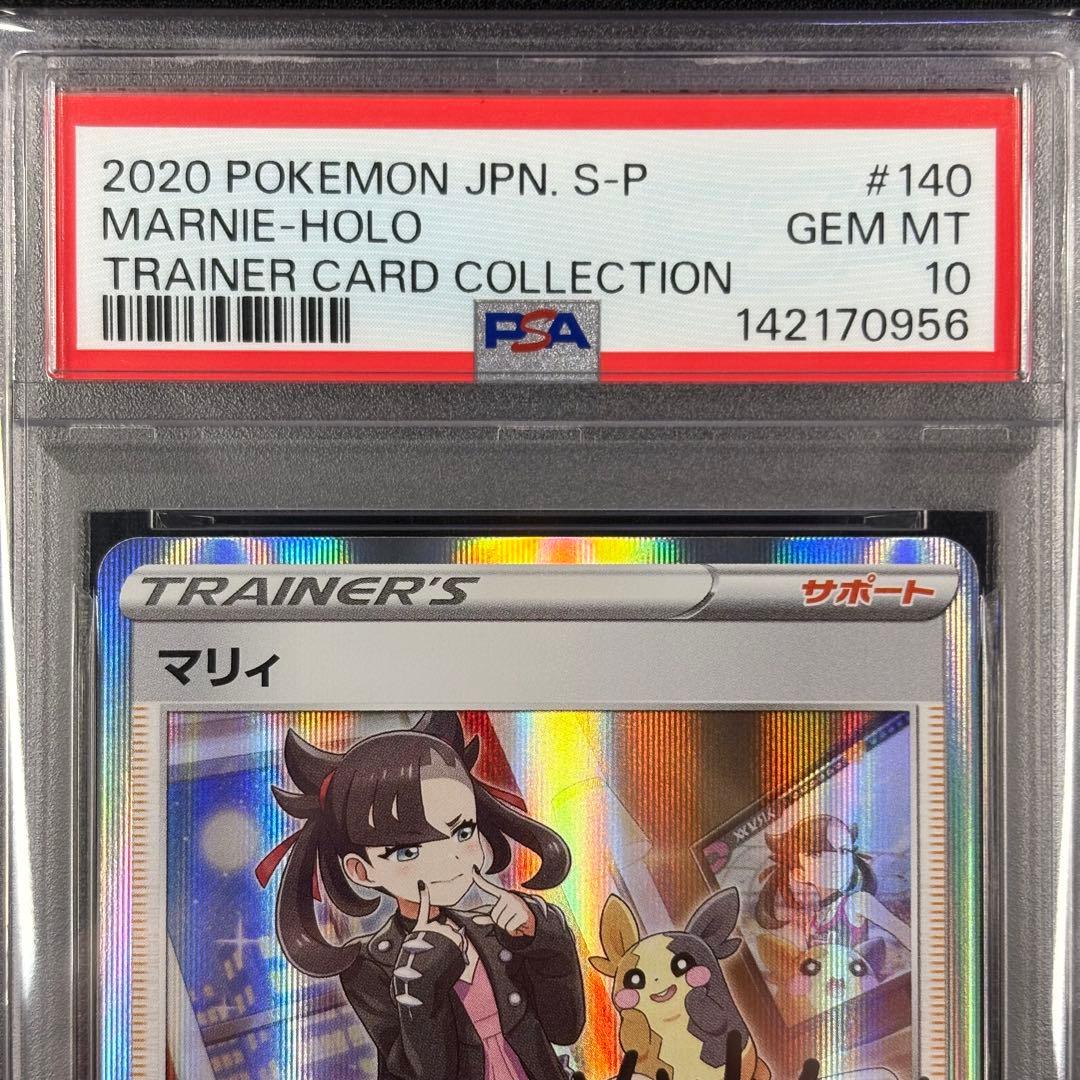 2020 POKEMON JPN. S-P #140
MARNIE-HOLO GEM MT
TRAINER CARD COLLECTION 10
PSA 142170956
TRAINER'S サポート
マリィ